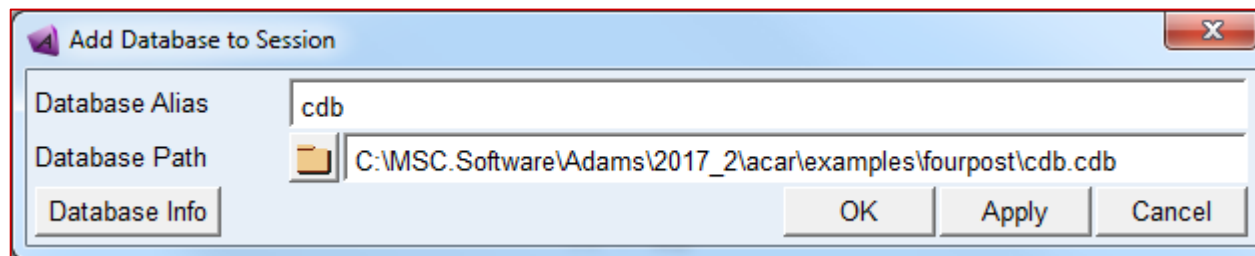 Add Database to Session
Database Alias cdb
Database Path C:\MSC.Software\Adams\2017_2\acar\examples\fourpost\cdb.cdb
Database Info OK Apply Cancel